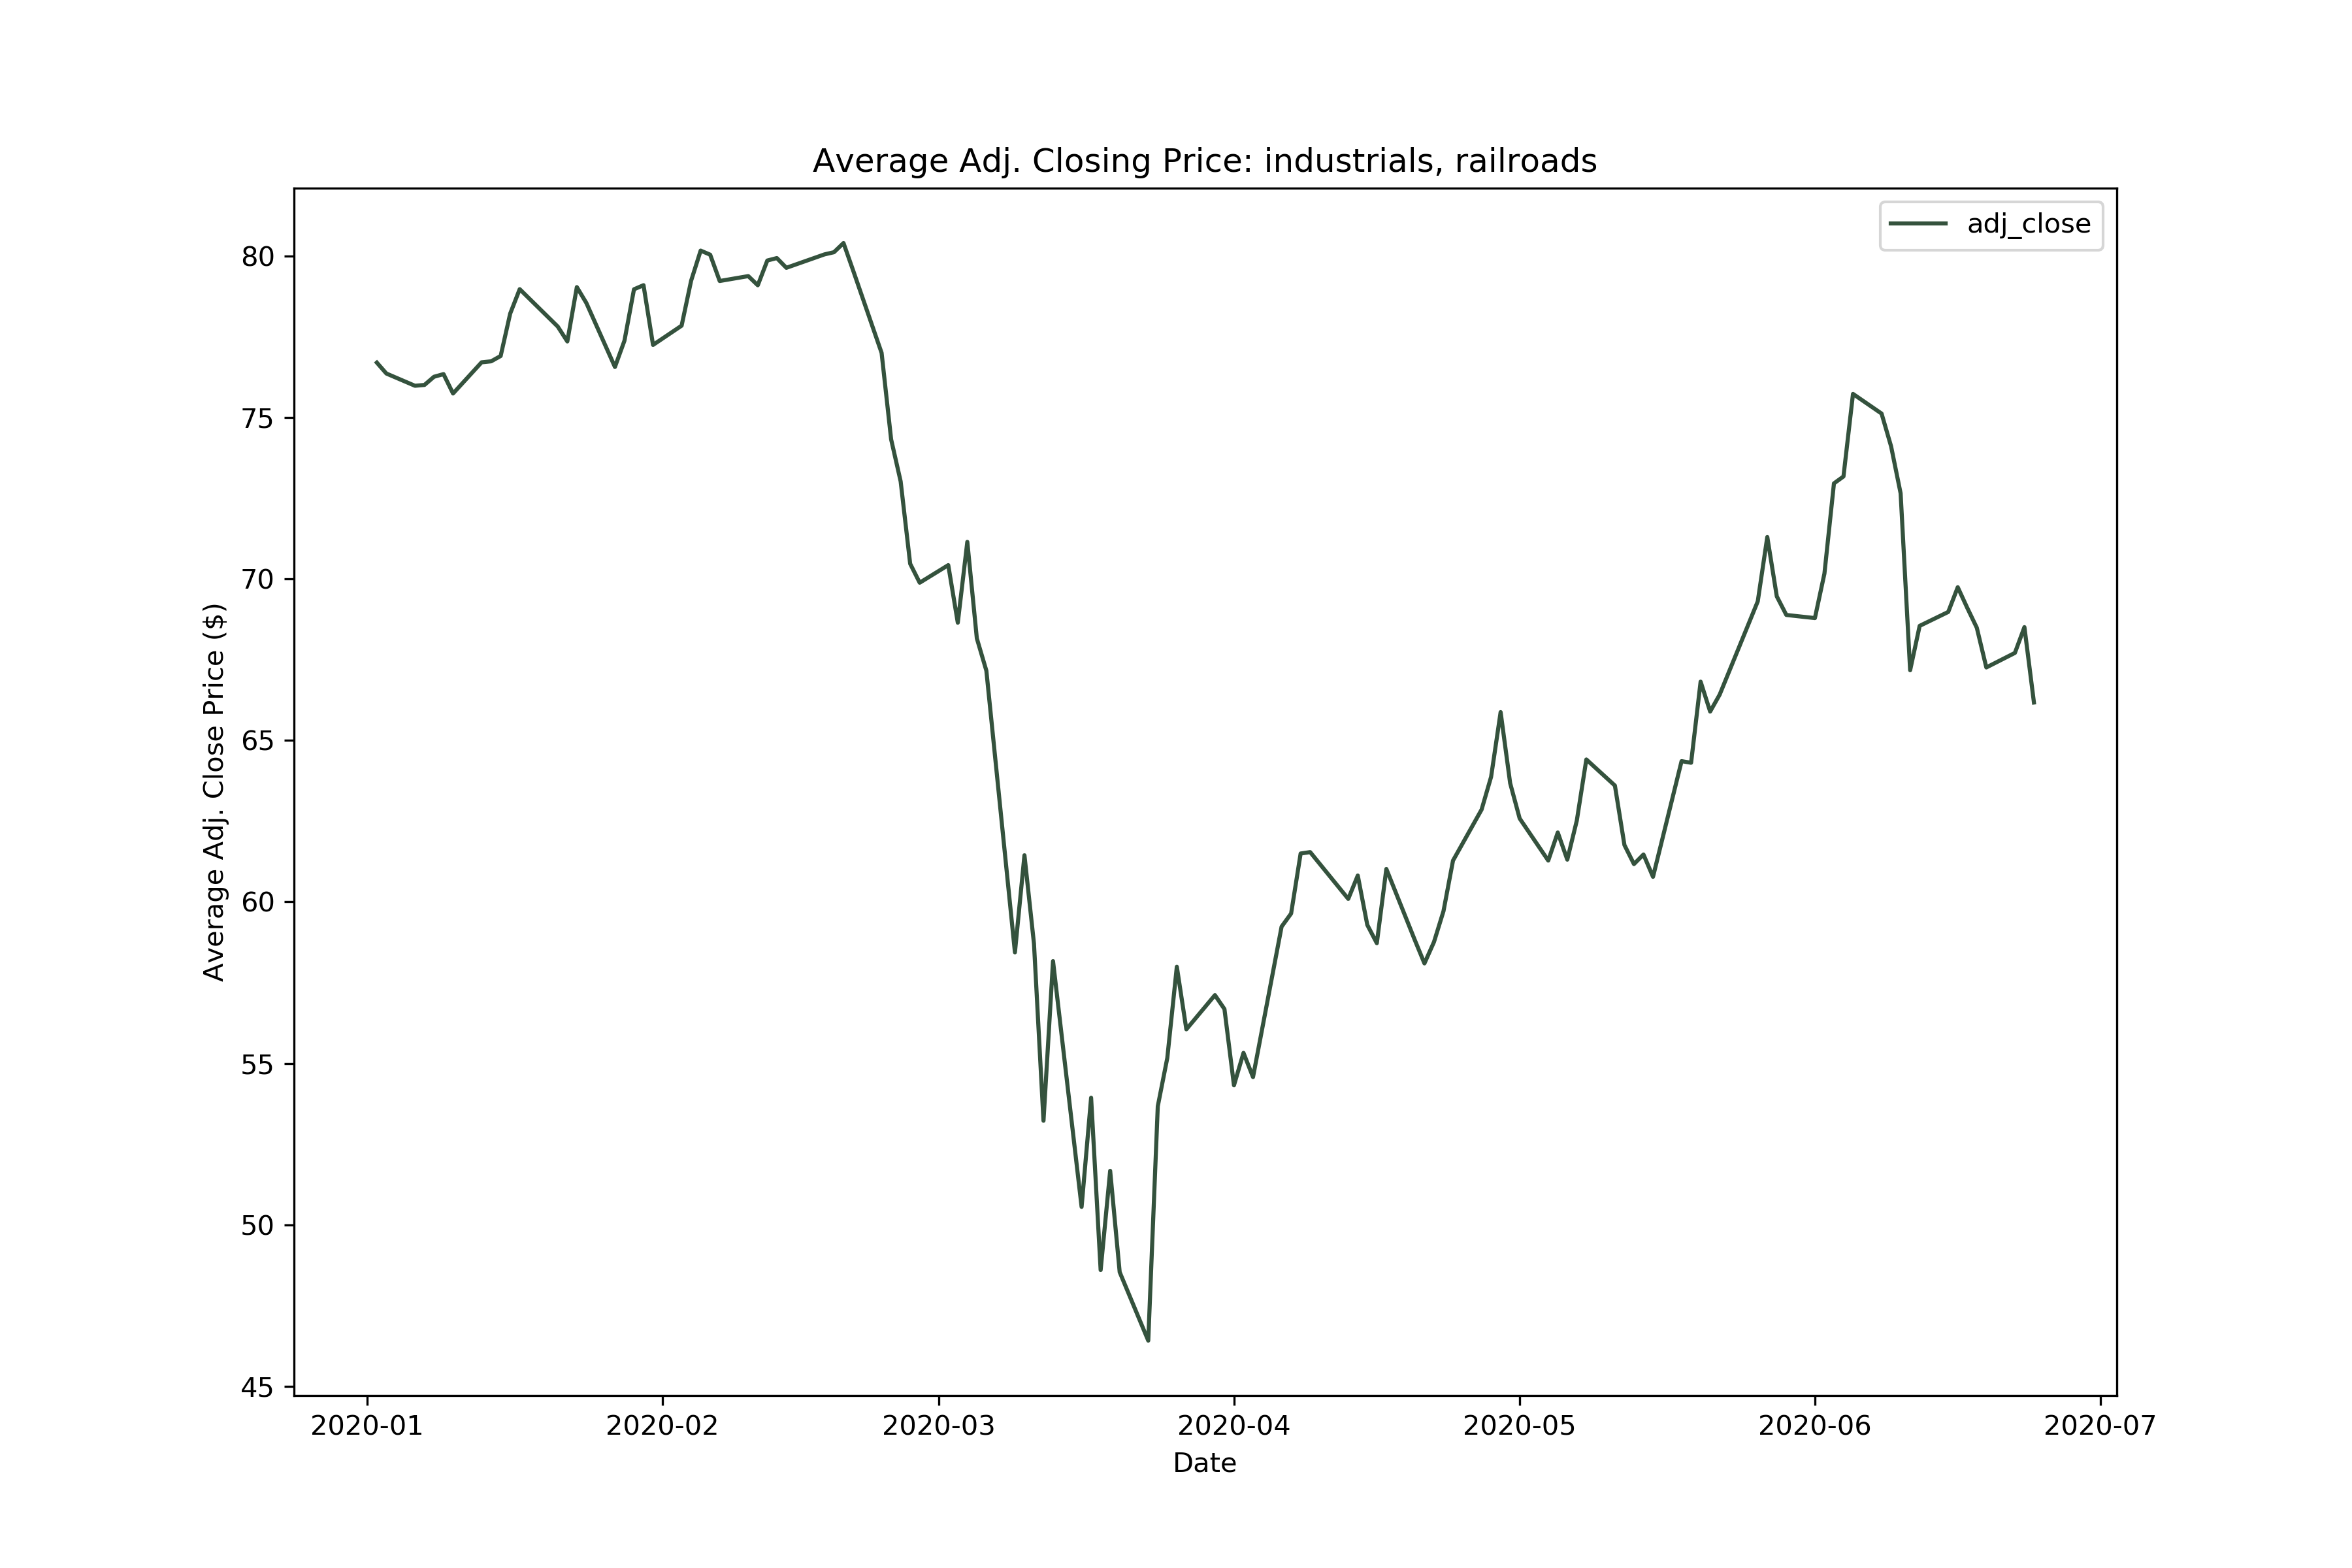 Average Adj. Closing Price: industrials, railroads
adj_close
80
75
70
65
60
55
50
45
Average Adj. Close Price ($)
2020-01 2020-02 2020-03 2020-04 2020-05 2020-06 2020-07
Date